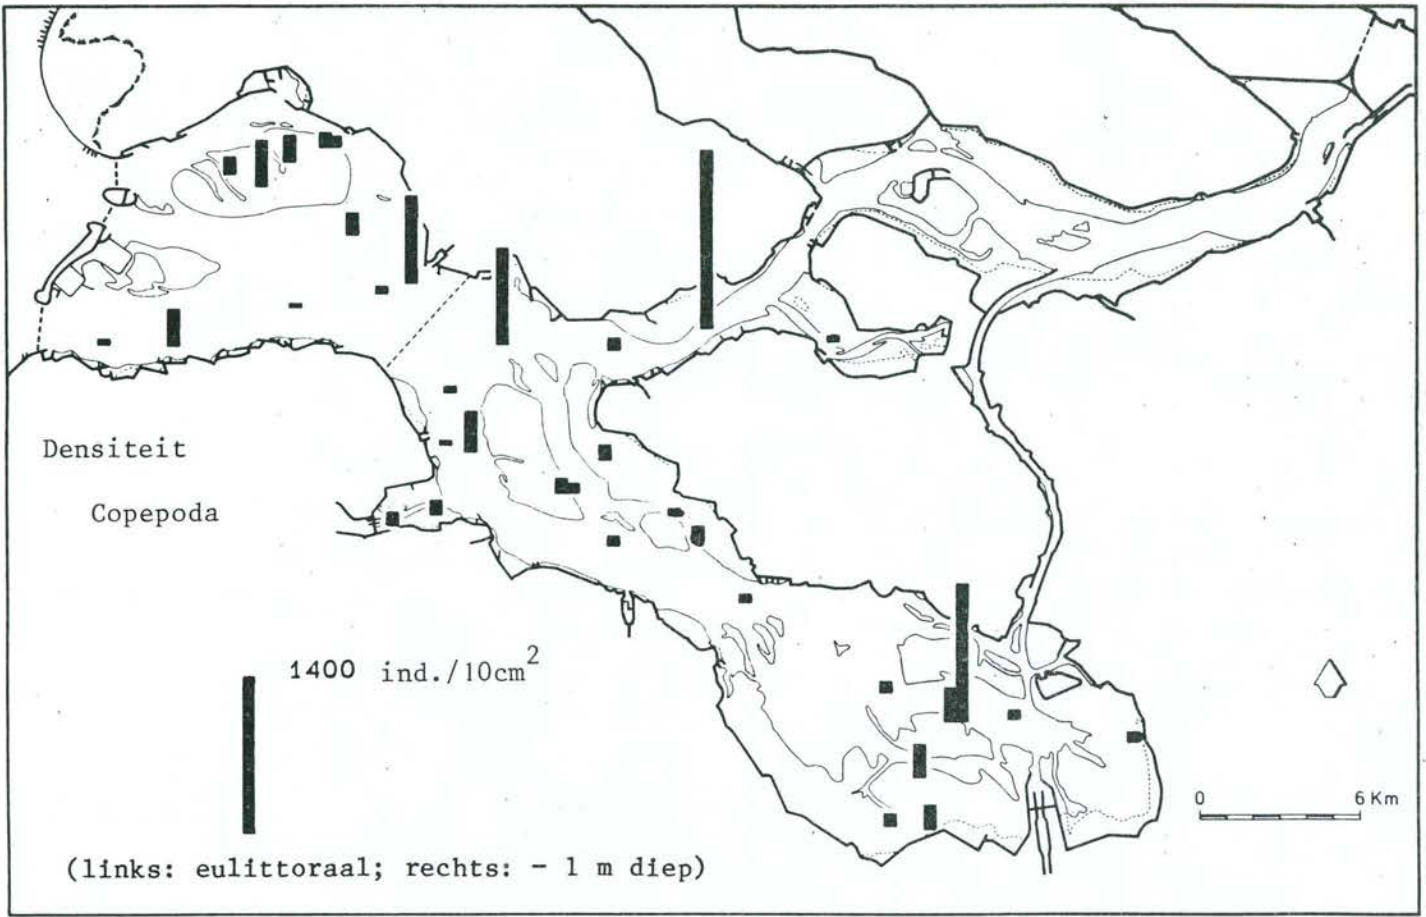 Densiteit
Copepoda
1400 ind./10cm²
(links: eulittoraal; rechts: - 1 m diep)
0 6 Km